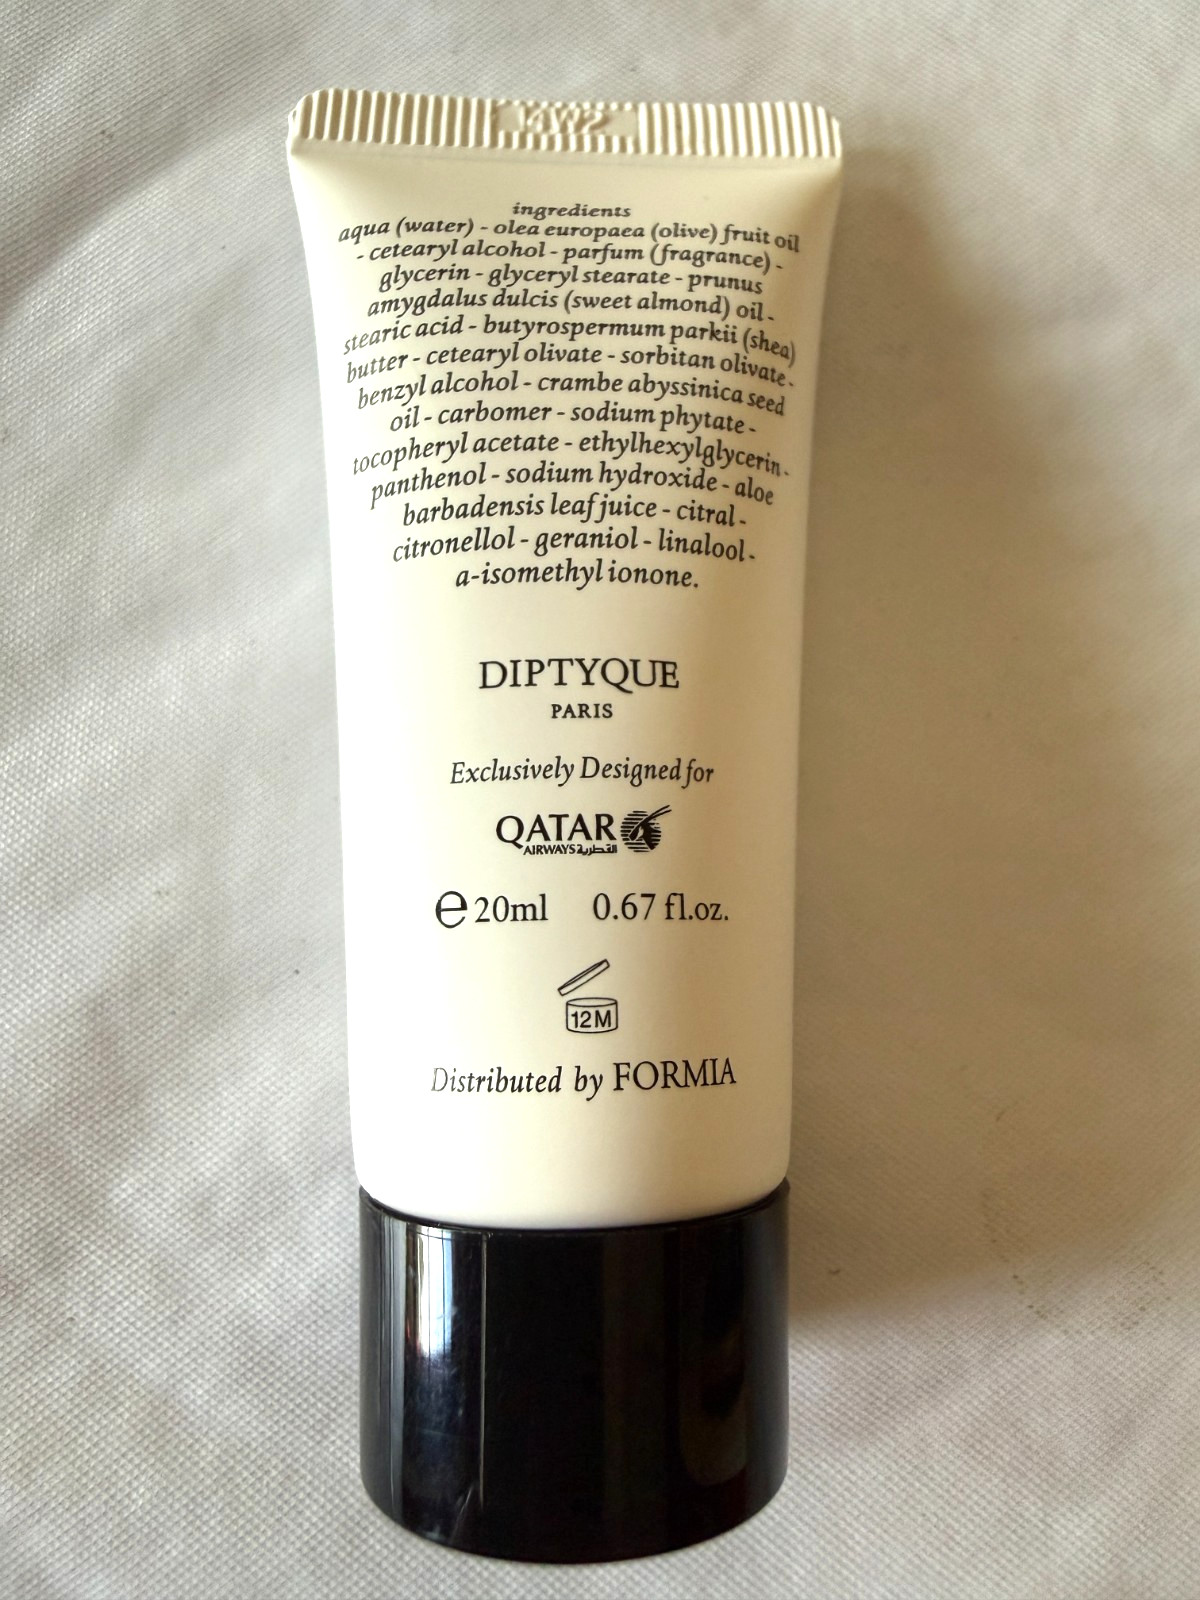 ingredients
aqua (water) - olea europaea (olive) fruit oil
- cetearyl alcohol - parfum (fragrance) -
glycerin - glyceryl stearate - prunus
amygdalus dulcis (sweet almond) oil -
stearic acid - butyrospermum parkii (shea)
butter - cetearyl olivate - sorbitan olivate -
benzyl alcohol - crambe abyssinica seed
oil - carbomer - sodium phytate -
tocopheryl acetate - ethylhexylglycerin -
panthenol - sodium hydroxide - aloe
barbadensis leaf juice - citral -
citronellol - geraniol - linalool -
a-isomethyl ionone.
DIPTYQUE
PARIS
Exclusively Designed for
QATAR
AIRWAYS القطرية
℮ 20ml 0.67 fl.oz.
12M
Distributed by FORMIA